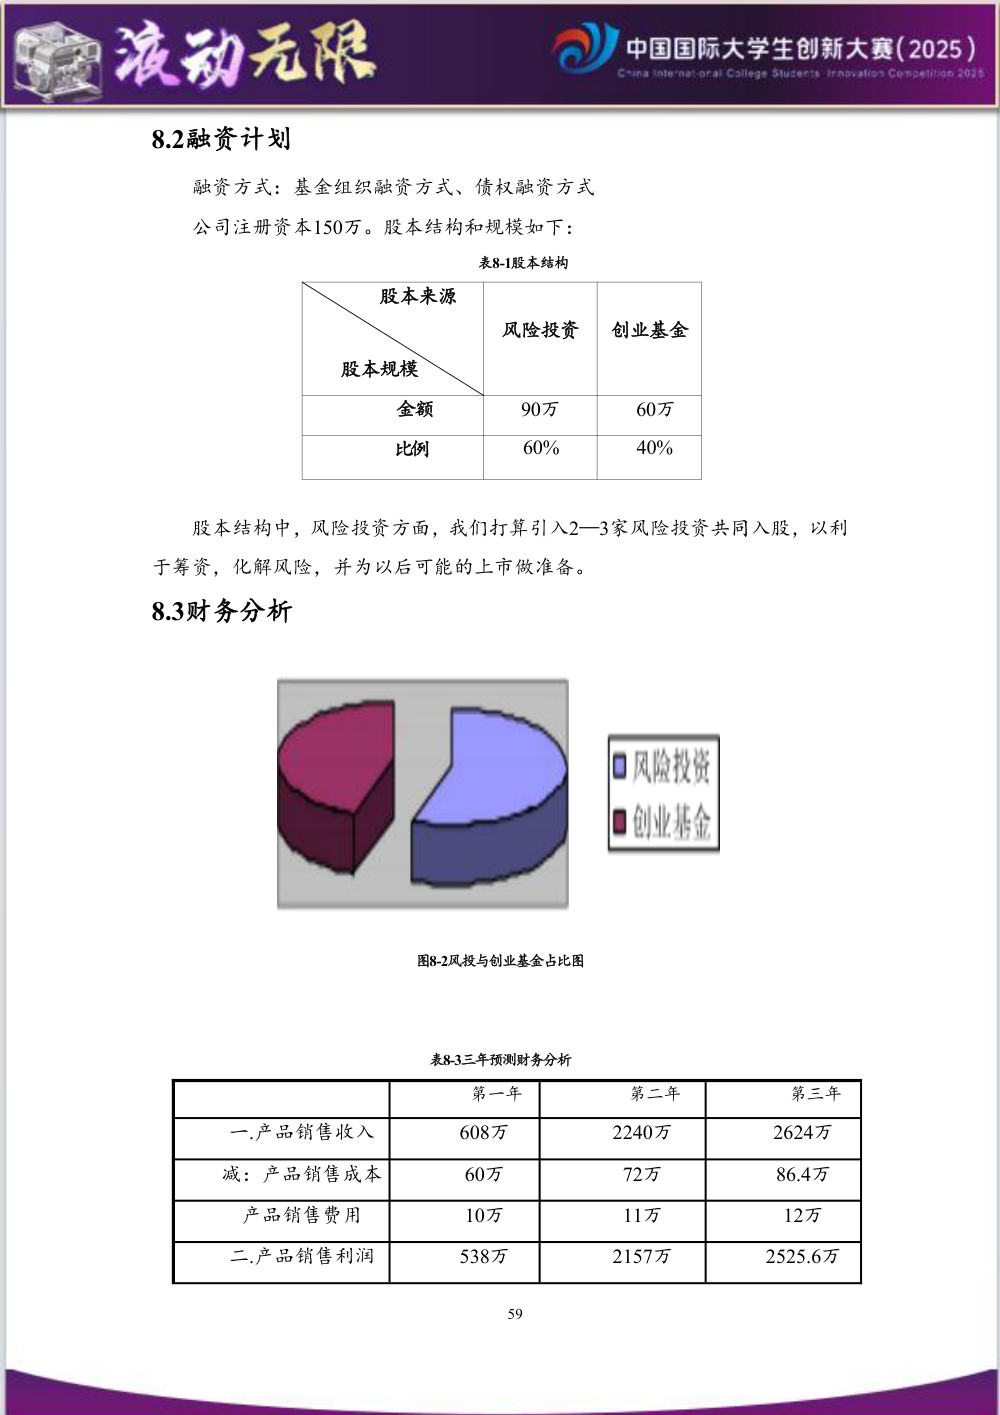 液动无限
中国国际大学生创新大赛(2025)
China International College Students' Innovation Competition 2025
8.2融资计划
融资方式：基金组织融资方式、债权融资方式
公司注册资本150万。股本结构和规模如下：
表8-1股本结构
股本来源
股本规模
风险投资 创业基金
金额 90万 60万
比例 60% 40%
股本结构中，风险投资方面，我们打算引入2—3家风险投资共同入股，以利
于筹资，化解风险，并为以后可能的上市做准备。
8.3财务分析
风险投资
创业基金
图8-2风投与创业基金占比图
表8-3三年预测财务分析
第一年 第二年 第三年
一.产品销售收入 608万 2240万 2624万
减：产品销售成本 60万 72万 86.4万
产品销售费用 10万 11万 12万
二.产品销售利润 538万 2157万 2525.6万
59